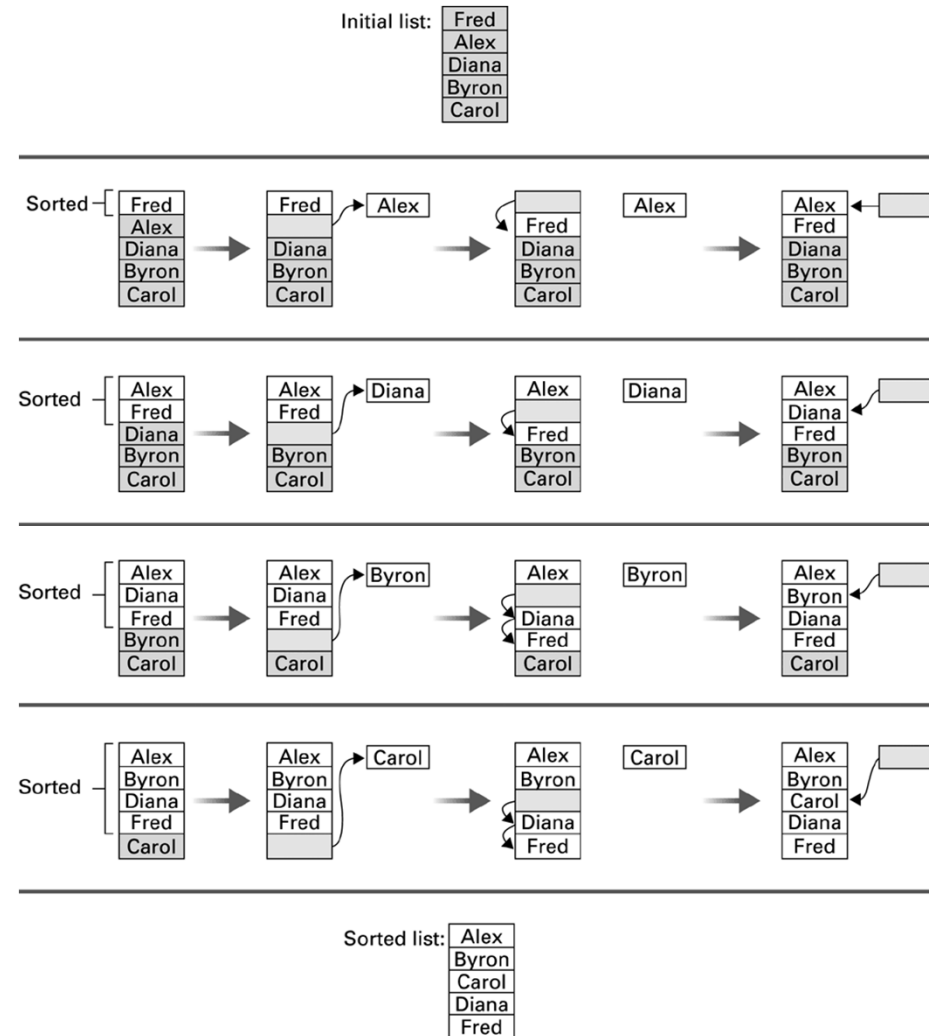 Initial list: Fred
Alex
Diana
Byron
Carol
Sorted Fred Fred Alex Alex Alex
Alex Fred Fred
Diana Diana Diana Diana
Byron Byron Byron Byron
Carol Carol Carol Carol
Sorted Alex Alex Diana Alex Diana Alex
Fred Fred Diana
Diana Fred Fred
Byron Byron Byron Byron
Carol Carol Carol Carol
Sorted Alex Alex Byron Alex Byron Alex
Diana Diana Byron
Fred Fred Diana Diana
Byron Fred Fred
Carol Carol Carol Carol
Sorted Alex Alex Carol Alex Carol Alex
Byron Byron Byron Byron
Diana Diana Carol
Fred Fred Diana Diana
Carol Fred Fred
Sorted list: Alex
Byron
Carol
Diana
Fred